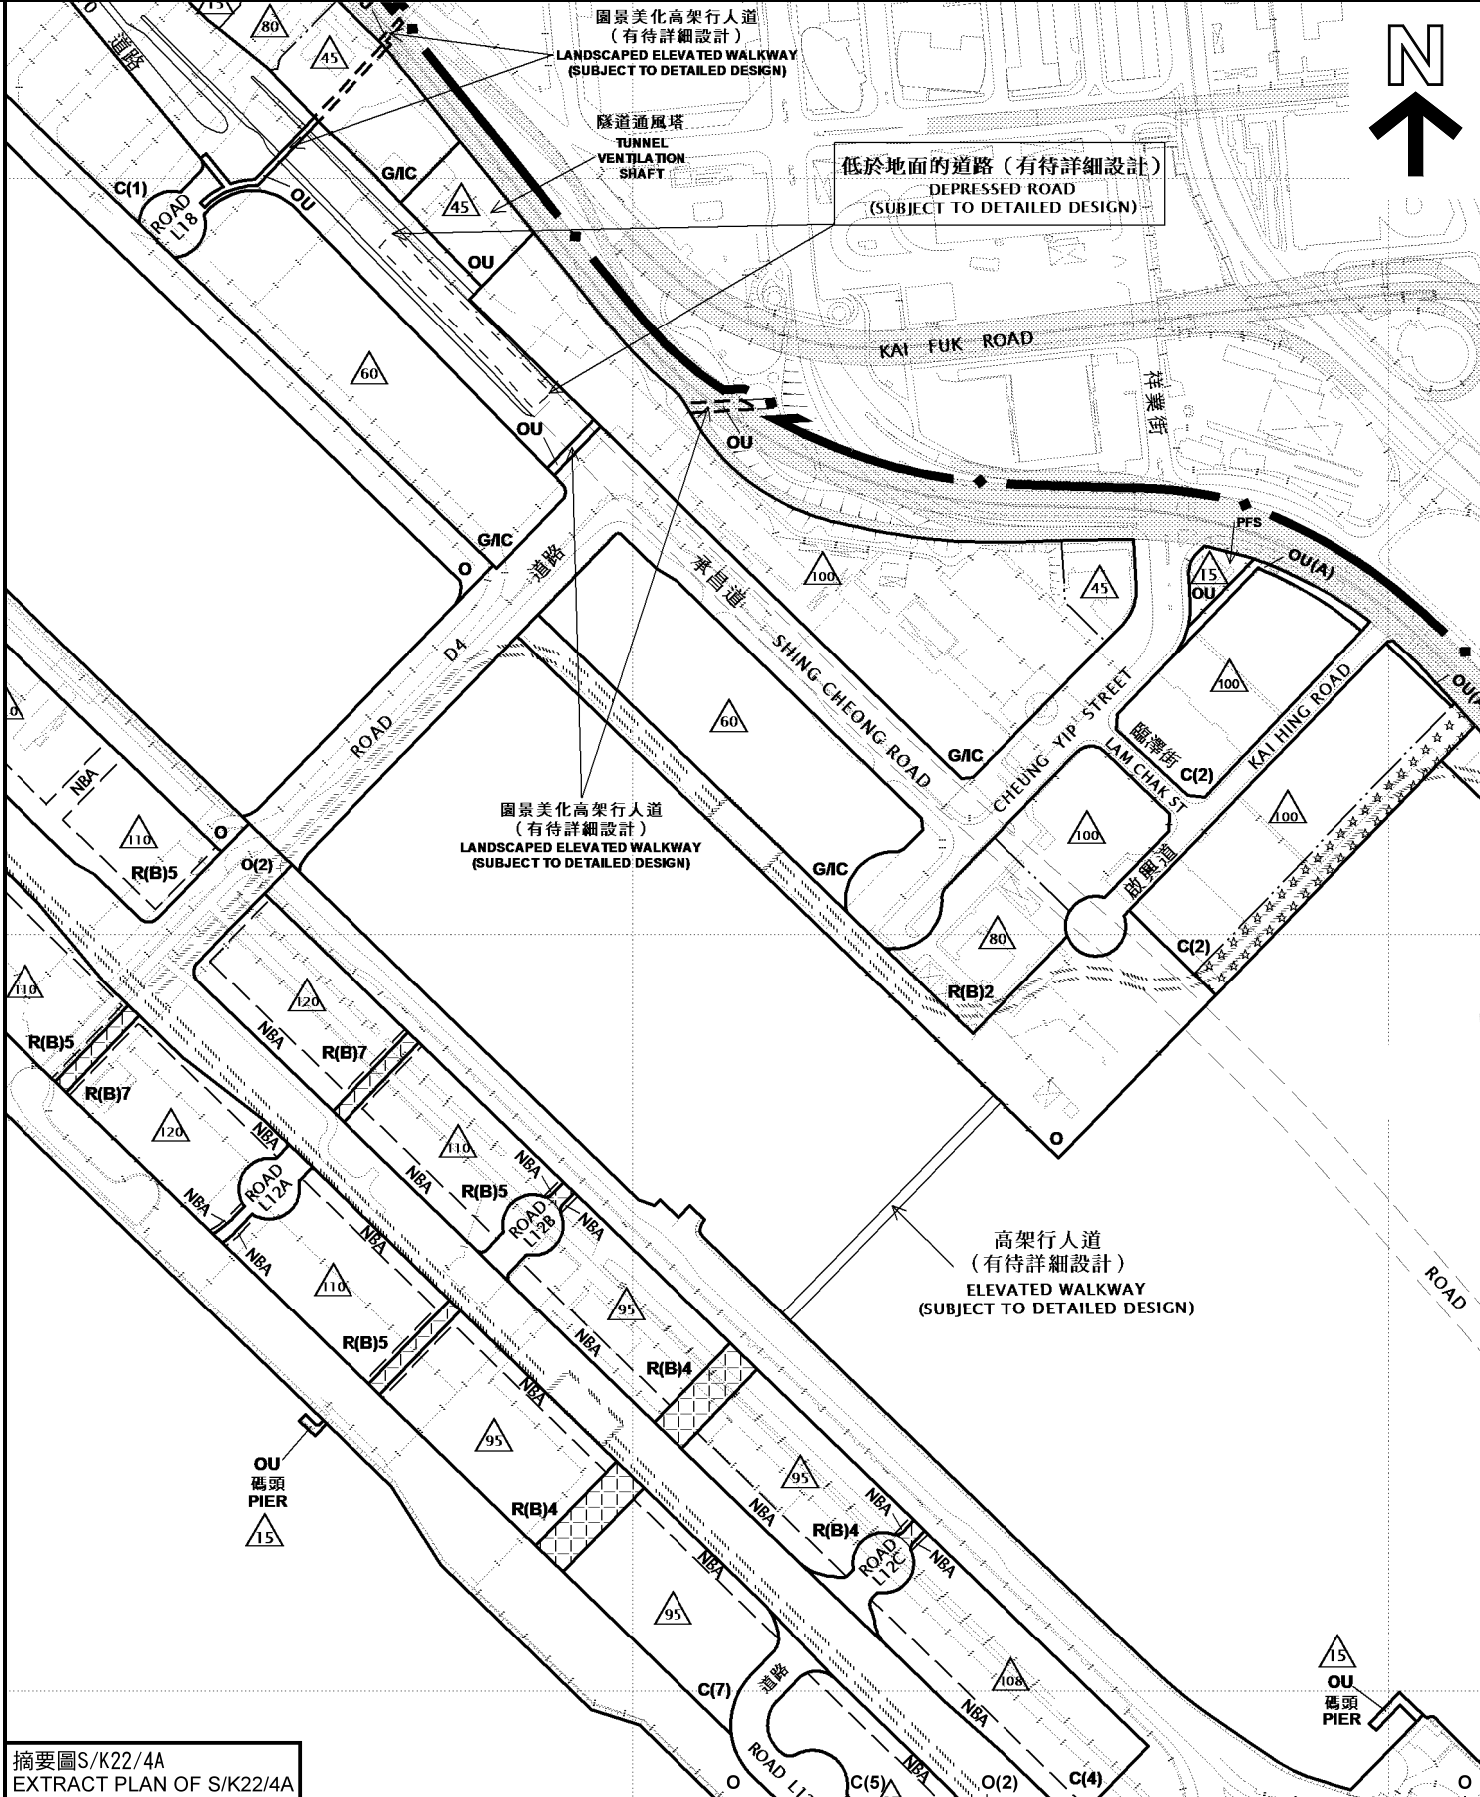 15
80
45
道路
園景美化高架行人道
(有待詳細設計)
LANDSCAPED ELEVATED WALKWAY
(SUBJECT TO DETAILED DESIGN)
N
隧道通風塔
TUNNEL
VENTILATION
SHAFT
低於地面的道路(有待詳細設計)
DEPRESSED ROAD
(SUBJECT TO DETAILED DESIGN)
G/IC
C(1)
OU
45
ROAD
L18
OU
KAI FUK ROAD
60
祥業街
OU
OU
PFS
G/IC
O
道路
承昌道
100
45
15
OU
OU(A)
D4
ROAD
SHING CHEONG ROAD
60
G/IC
CHEUNG YIP STREET
100
臨澤街
LAM CHAK ST
C(2)
KAI HING ROAD
OU(A
NBA
110
R(B)5
O
O(2)
園景美化高架行人道
(有待詳細設計)
LANDSCAPED ELEVATED WALKWAY
(SUBJECT TO DETAILED DESIGN)
G/IC
100
100
啟興道
80
C(2)
R(B)2
110
R(B)5
120
NBA
R(B)7
R(B)7
120
NBA
110
NBA
NBA
R(B)5
O
ROAD
L12A
NBA
NBA
NBA
ROAD
L12B
NBA
高架行人道
(有待詳細設計)
ELEVATED WALKWAY
(SUBJECT TO DETAILED DESIGN)
ROAD
110
R(B)5
95
NBA
R(B)4
NBA
95
OU
碼頭
PIER
15
R(B)4
95
NBA
NBA
R(B)4
ROAD
L12C
NBA
NBA
95
15
OU
碼頭
PIER
道路
C(7)
108
NBA
ROAD L12
O
C(5)
NBA
O(2)
C(4)
O
摘要圖S/K22/4A
EXTRACT PLAN OF S/K22/4A